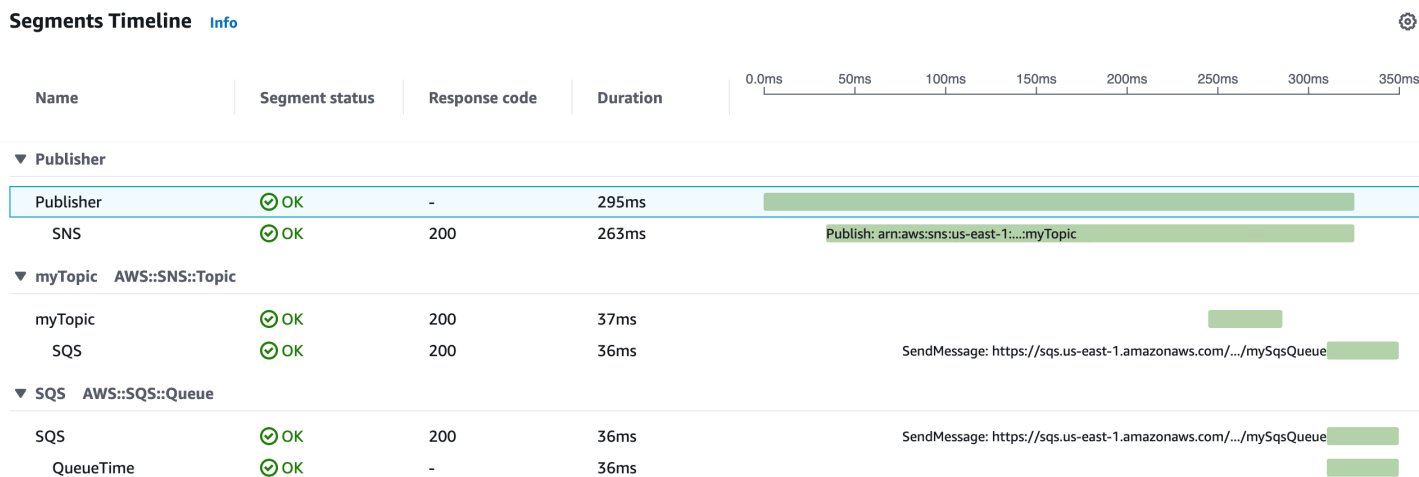 Segments Timeline Info
0.0ms 50ms 100ms 150ms 200ms 250ms 300ms 350ms
Name Segment status Response code Duration
Publisher
Publisher OK - 295ms
SNS OK 200 263ms Publish: arn:aws:sns:us-east-1:...:myTopic
myTopic AWS::SNS::Topic
myTopic OK 200 37ms
SQS OK 200 36ms SendMessage: https://sqs.us-east-1.amazonaws.com/.../mySqsQueue
SQS AWS::SQS::Queue
SQS OK 200 36ms SendMessage: https://sqs.us-east-1.amazonaws.com/.../mySqsQueue
QueueTime OK - 36ms